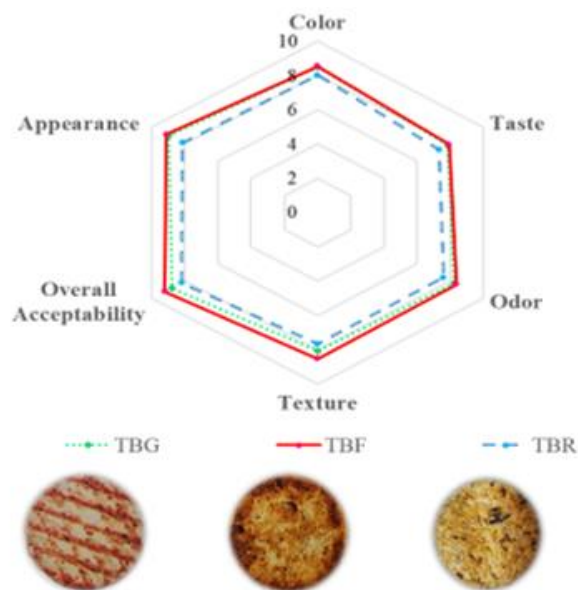 Color
10
8
6
4
2
0
Appearance
Taste
Overall
Acceptability
Odor
Texture
TBG TBF TBR